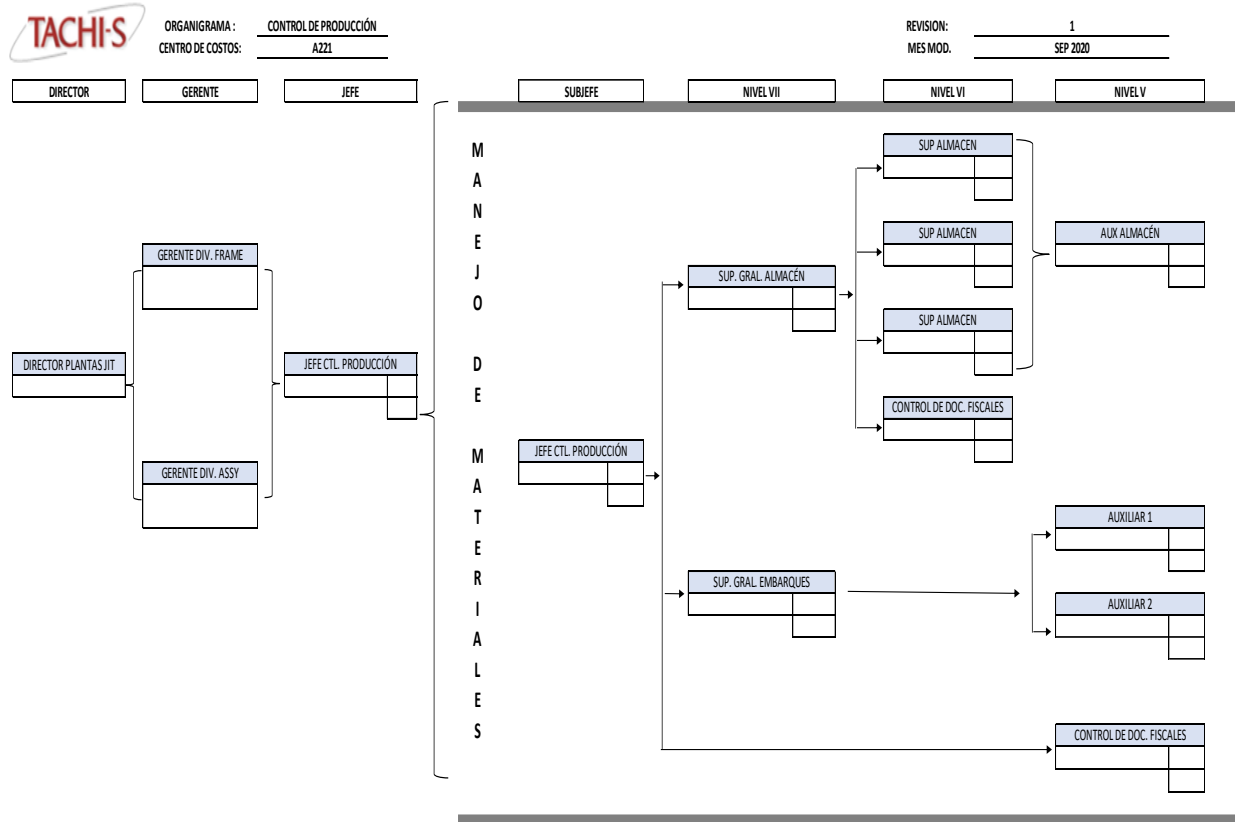 TACHI-S
ORGANIGRAMA : CONTROL DE PRODUCCIÓN
CENTRO DE COSTOS: A221
REVISION: 1
MES MOD. SEP 2020
DIRECTOR GERENTE JEFE SUBJEFE NIVEL VII NIVEL VI NIVEL V
MANEJO DE MATERIALES
DIRECTOR PLANTAS JIT
GERENTE DIV. FRAME
GERENTE DIV. ASSY
JEFE CTL. PRODUCCIÓN
JEFE CTL. PRODUCCIÓN
SUP. GRAL. ALMACÉN
SUP. GRAL. EMBARQUES
SUP ALMACEN
SUP ALMACEN
SUP ALMACEN
CONTROL DE DOC. FISCALES
AUX ALMACÉN
AUXILIAR 1
AUXILIAR 2
CONTROL DE DOC. FISCALES